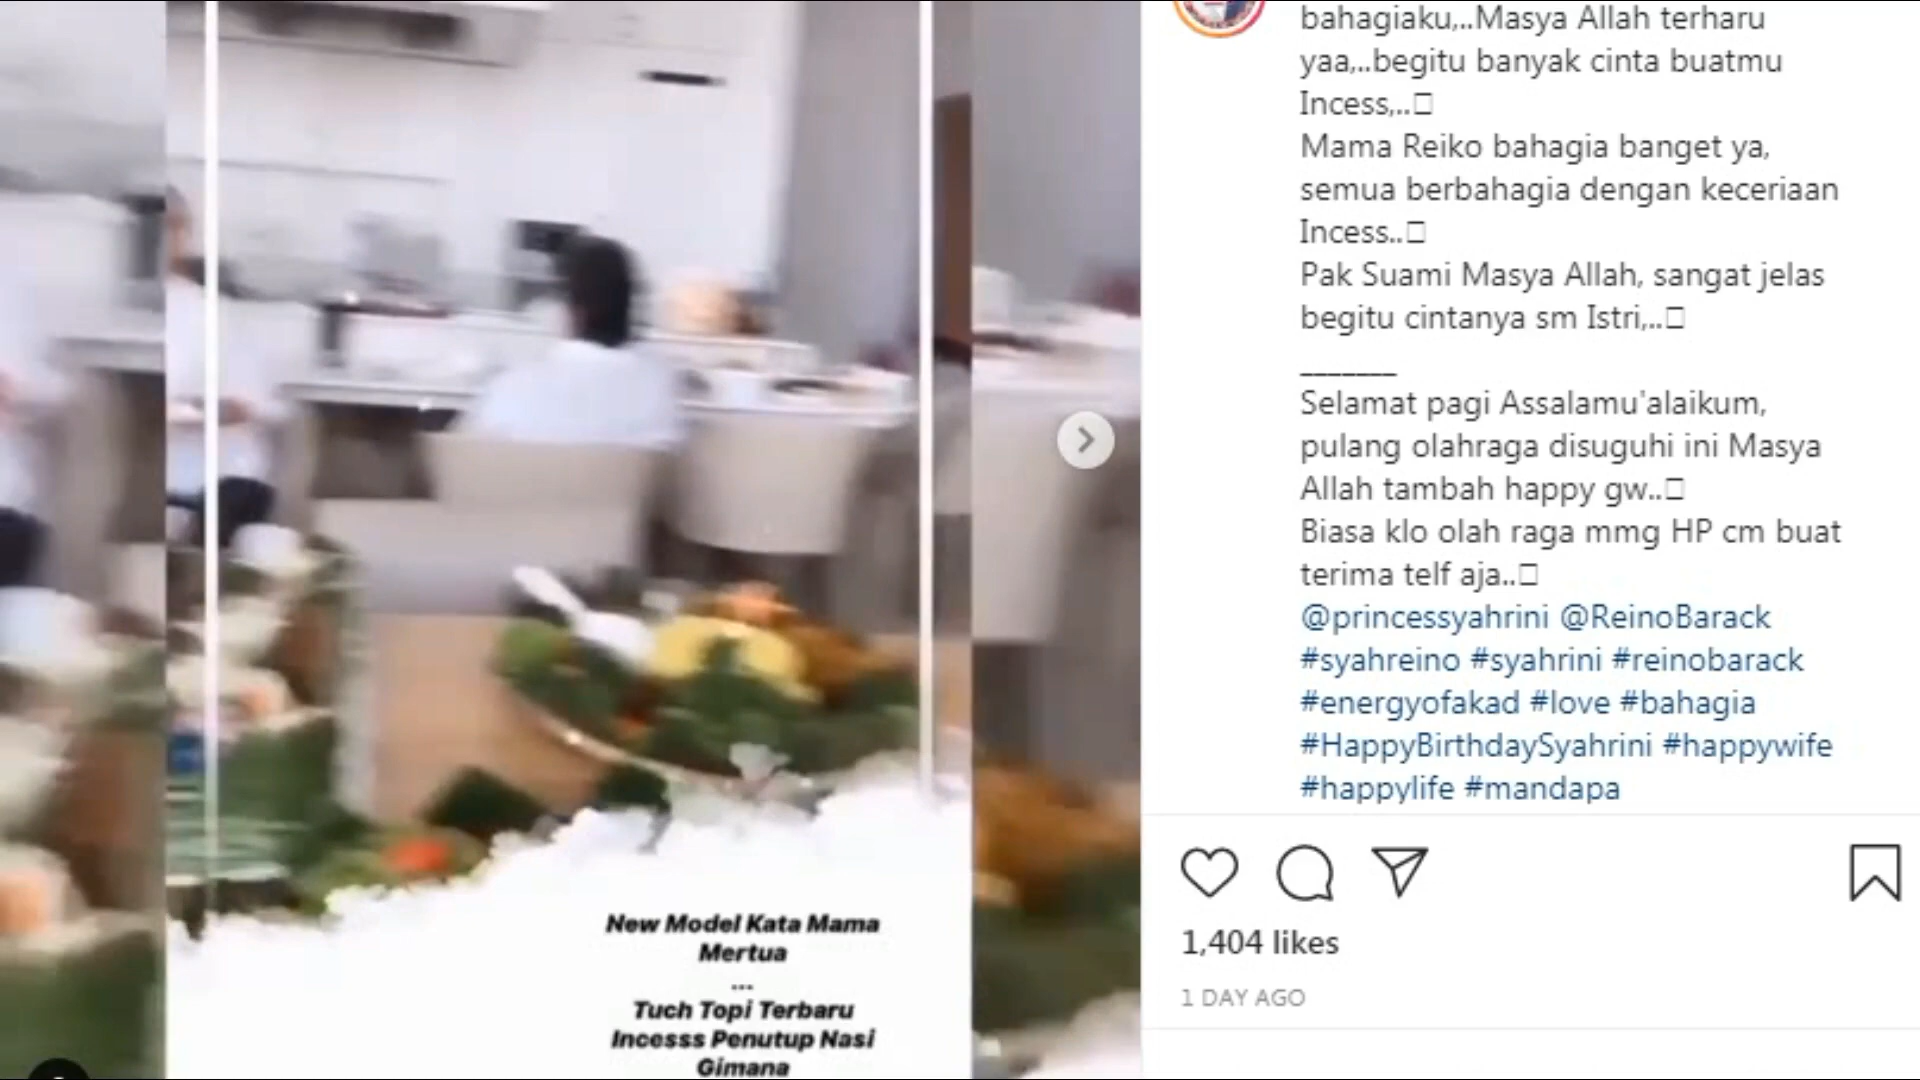 bahagiaku,..Masya Allah terharu
yaa,..begitu banyak cinta buatmu
Incess,..
Mama Reiko bahagia banget ya,
semua berbahagia dengan keceriaan
Incess..
Pak Suami Masya Allah, sangat jelas
begitu cintanya sm Istri,..
_______
Selamat pagi Assalamu'alaikum,
pulang olahraga disuguhi ini Masya
Allah tambah happy gw..
Biasa klo olah raga mmg HP cm buat
terima telf aja..
@princessyahrini @ReinoBarack
#syahreino #syahrini #reinobarack
#energyofakad #love #bahagia
#HappyBirthdaySyahrini #happywife
#happylife #mandapa
1,404 likes
1 DAY AGO
New Model Kata Mama
Mertua
...
Tuch Topi Terbaru
Incesss Penutup Nasi
Gimana